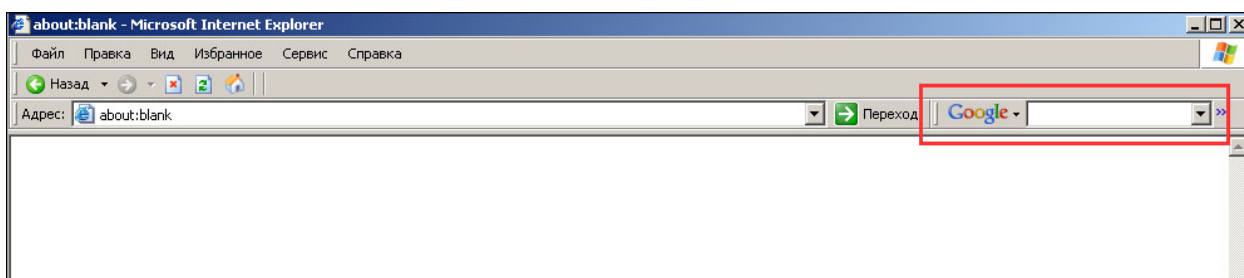 about:blank - Microsoft Internet Explorer
Файл Правка Вид Избранное Сервис Справка
Назад
Адрес: about:blank Переход Google